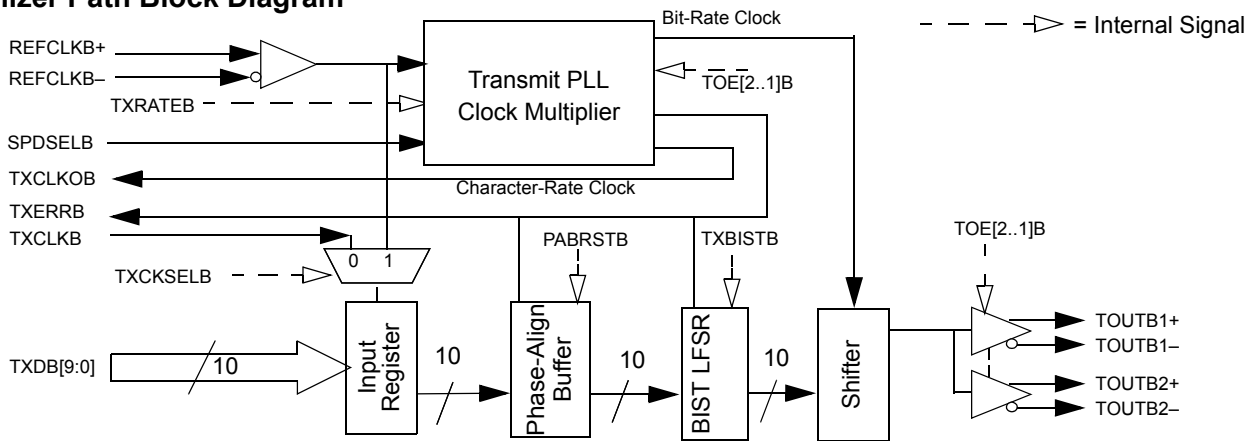 lizer Path Block Diagram
Bit-Rate Clock
= Internal Signal
REFCLKB+
REFCLKB–
TXRATEB
SPDSELB
TXCLKOB
TXERRB
TXCLKB
TXCKSELB
TXDB[9:0]
Transmit PLL
Clock Multiplier
TOE[2..1]B
Character-Rate Clock
PABRSTB
TXBISTB
TOE[2..1]B
0 1
10
Input
Register
10
Phase-Align
Buffer
10
BIST LFSR
10
Shifter
TOUTB1+
TOUTB1–
TOUTB2+
TOUTB2–